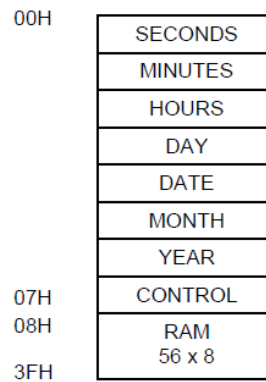 00H
SECONDS
MINUTES
HOURS
DAY
DATE
MONTH
YEAR
07H
CONTROL
08H
RAM
56 x 8
3FH